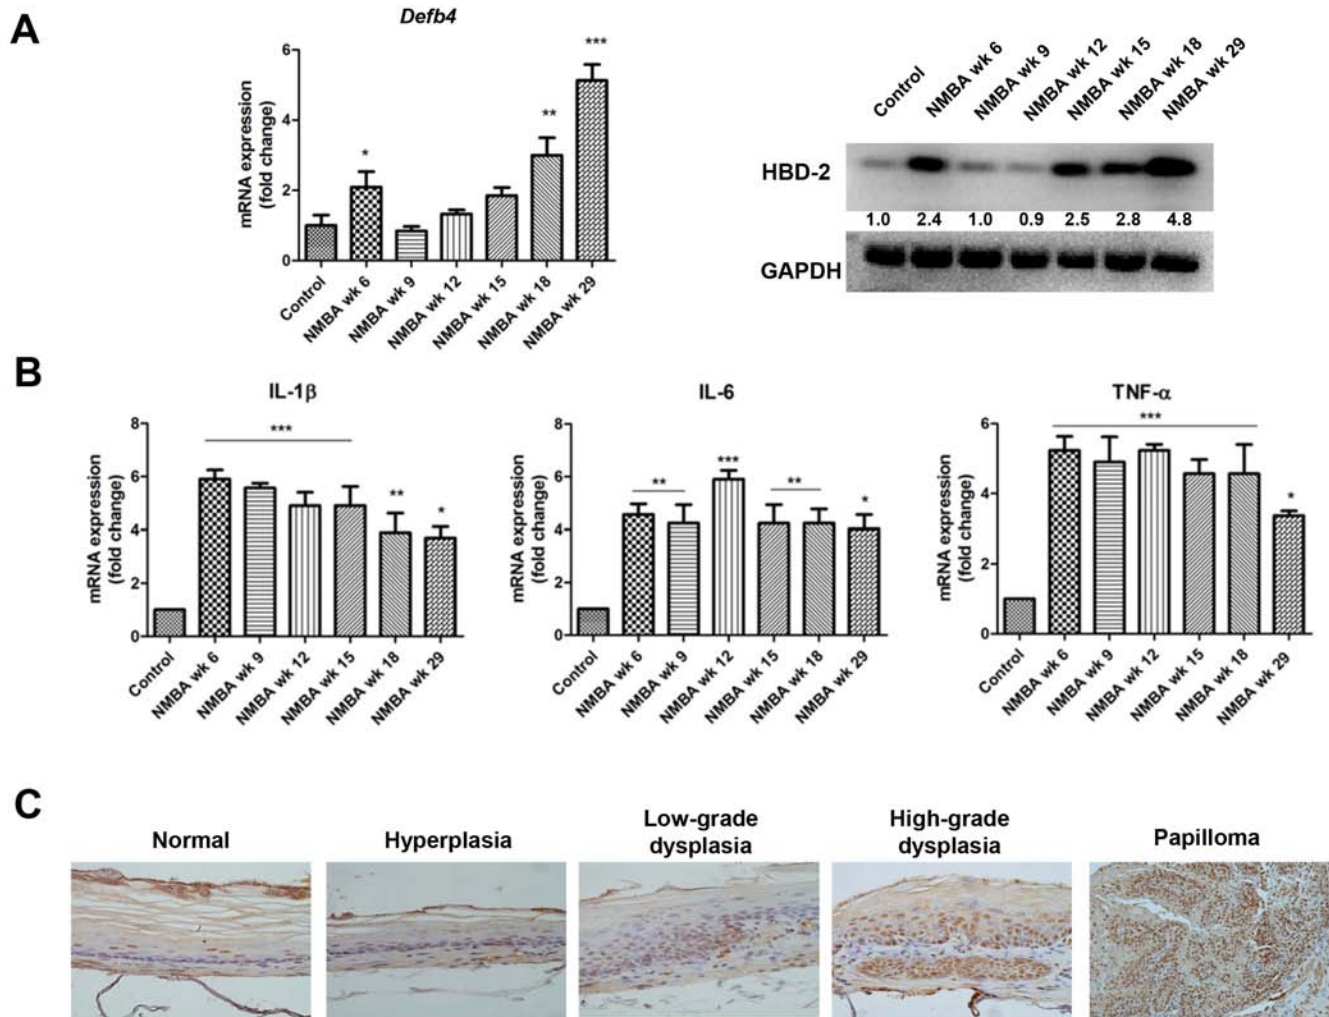 A
Defb4
mRNA expression
(fold change)
6
4
2
0
*
**
***
Control
NMBA wk 6
NMBA wk 9
NMBA wk 12
NMBA wk 15
NMBA wk 18
NMBA wk 29
Control
NMBA wk 6
NMBA wk 9
NMBA wk 12
NMBA wk 15
NMBA wk 18
NMBA wk 29
HBD-2
1.0 2.4 1.0 0.9 2.5 2.8 4.8
GAPDH
B
IL-1β
mRNA expression
(fold change)
8
6
4
2
0
***
**
*
Control
NMBA wk 6
NMBA wk 9
NMBA wk 12
NMBA wk 15
NMBA wk 18
NMBA wk 29
IL-6
mRNA expression
(fold change)
8
6
4
2
0
**
***
**
*
Control
NMBA wk 6
NMBA wk 9
NMBA wk 12
NMBA wk 15
NMBA wk 18
NMBA wk 29
TNF-α
mRNA expression
(fold change)
6
4
2
0
***
*
Control
NMBA wk 6
NMBA wk 9
NMBA wk 12
NMBA wk 15
NMBA wk 18
NMBA wk 29
C
Normal
Hyperplasia
Low-grade
dysplasia
High-grade
dysplasia
Papilloma